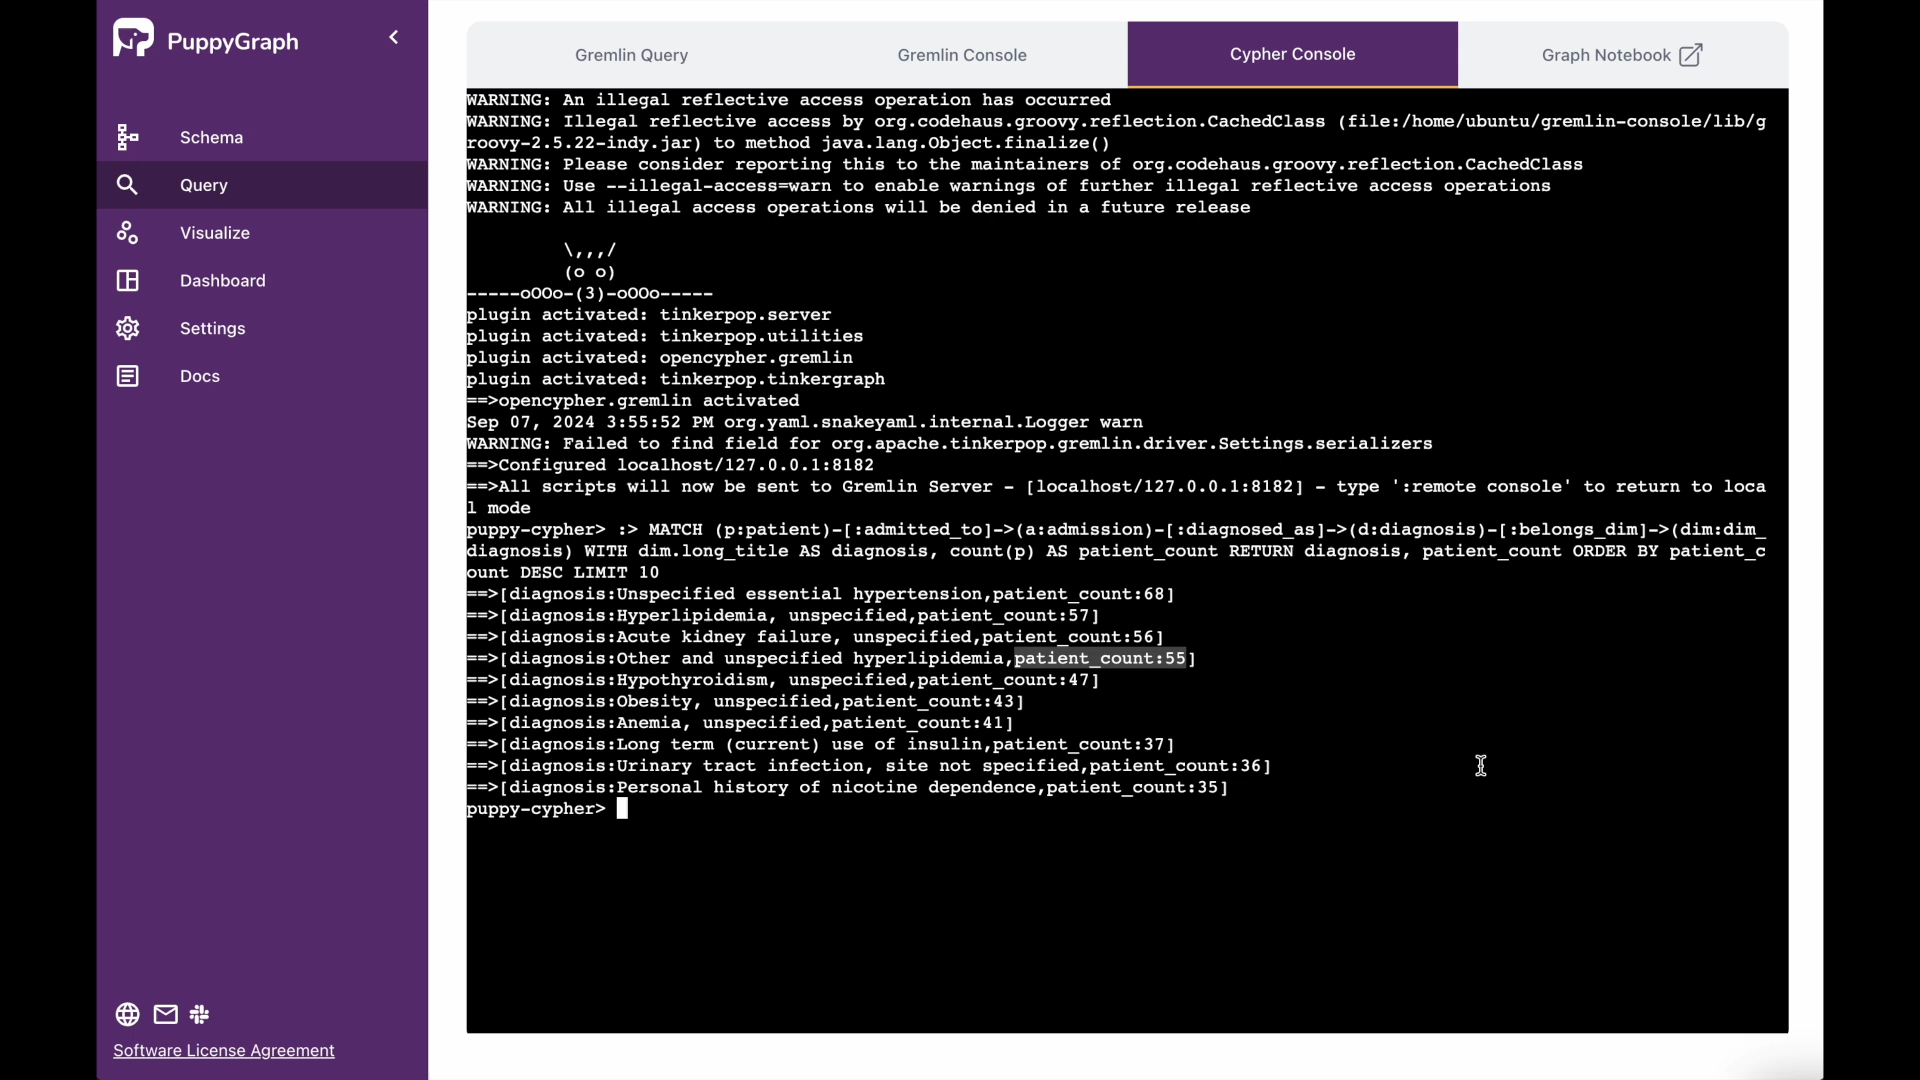 PuppyGraph
Schema
Query
Visualize
Dashboard
Settings
Docs
Software License Agreement
Gremlin Query
Gremlin Console
Cypher Console
Graph Notebook
WARNING: An illegal reflective access operation has occurred
WARNING: Illegal reflective access by org.codehaus.groovy.reflection.CachedClass (file:/home/ubuntu/gremlin-console/lib/g
roovy-2.5.22-indy.jar) to method java.lang.Object.finalize()
WARNING: Please consider reporting this to the maintainers of org.codehaus.groovy.reflection.CachedClass
WARNING: Use --illegal-access=warn to enable warnings of further illegal reflective access operations
WARNING: All illegal access operations will be denied in a future release
\,,,/
(o o)
-----oOOo-(3)-oOOo-----
plugin activated: tinkerpop.server
plugin activated: tinkerpop.utilities
plugin activated: opencypher.gremlin
plugin activated: tinkerpop.tinkergraph
==>opencypher.gremlin activated
Sep 07, 2024 3:55:52 PM org.yaml.snakeyaml.internal.Logger warn
WARNING: Failed to find field for org.apache.tinkerpop.gremlin.driver.Settings.serializers
==>Configured localhost/127.0.0.1:8182
==>All scripts will now be sent to Gremlin Server - [localhost/127.0.0.1:8182] - type ':remote console' to return to loca
l mode
puppy-cypher> :> MATCH (p:patient)-[:admitted_to]->(a:admission)-[:diagnosed_as]->(d:diagnosis)-[:belongs_dim]->(dim:dim_
diagnosis) WITH dim.long_title AS diagnosis, count(p) AS patient_count RETURN diagnosis, patient_count ORDER BY patient_c
ount DESC LIMIT 10
==>[diagnosis:Unspecified essential hypertension,patient_count:68]
==>[diagnosis:Hyperlipidemia, unspecified,patient_count:57]
==>[diagnosis:Acute kidney failure, unspecified,patient_count:56]
==>[diagnosis:Other and unspecified hyperlipidemia,patient_count:55]
==>[diagnosis:Hypothyroidism, unspecified,patient_count:47]
==>[diagnosis:Obesity, unspecified,patient_count:43]
==>[diagnosis:Anemia, unspecified,patient_count:41]
==>[diagnosis:Long term (current) use of insulin,patient_count:37]
==>[diagnosis:Urinary tract infection, site not specified,patient_count:36]
==>[diagnosis:Personal history of nicotine dependence,patient_count:35]
puppy-cypher>